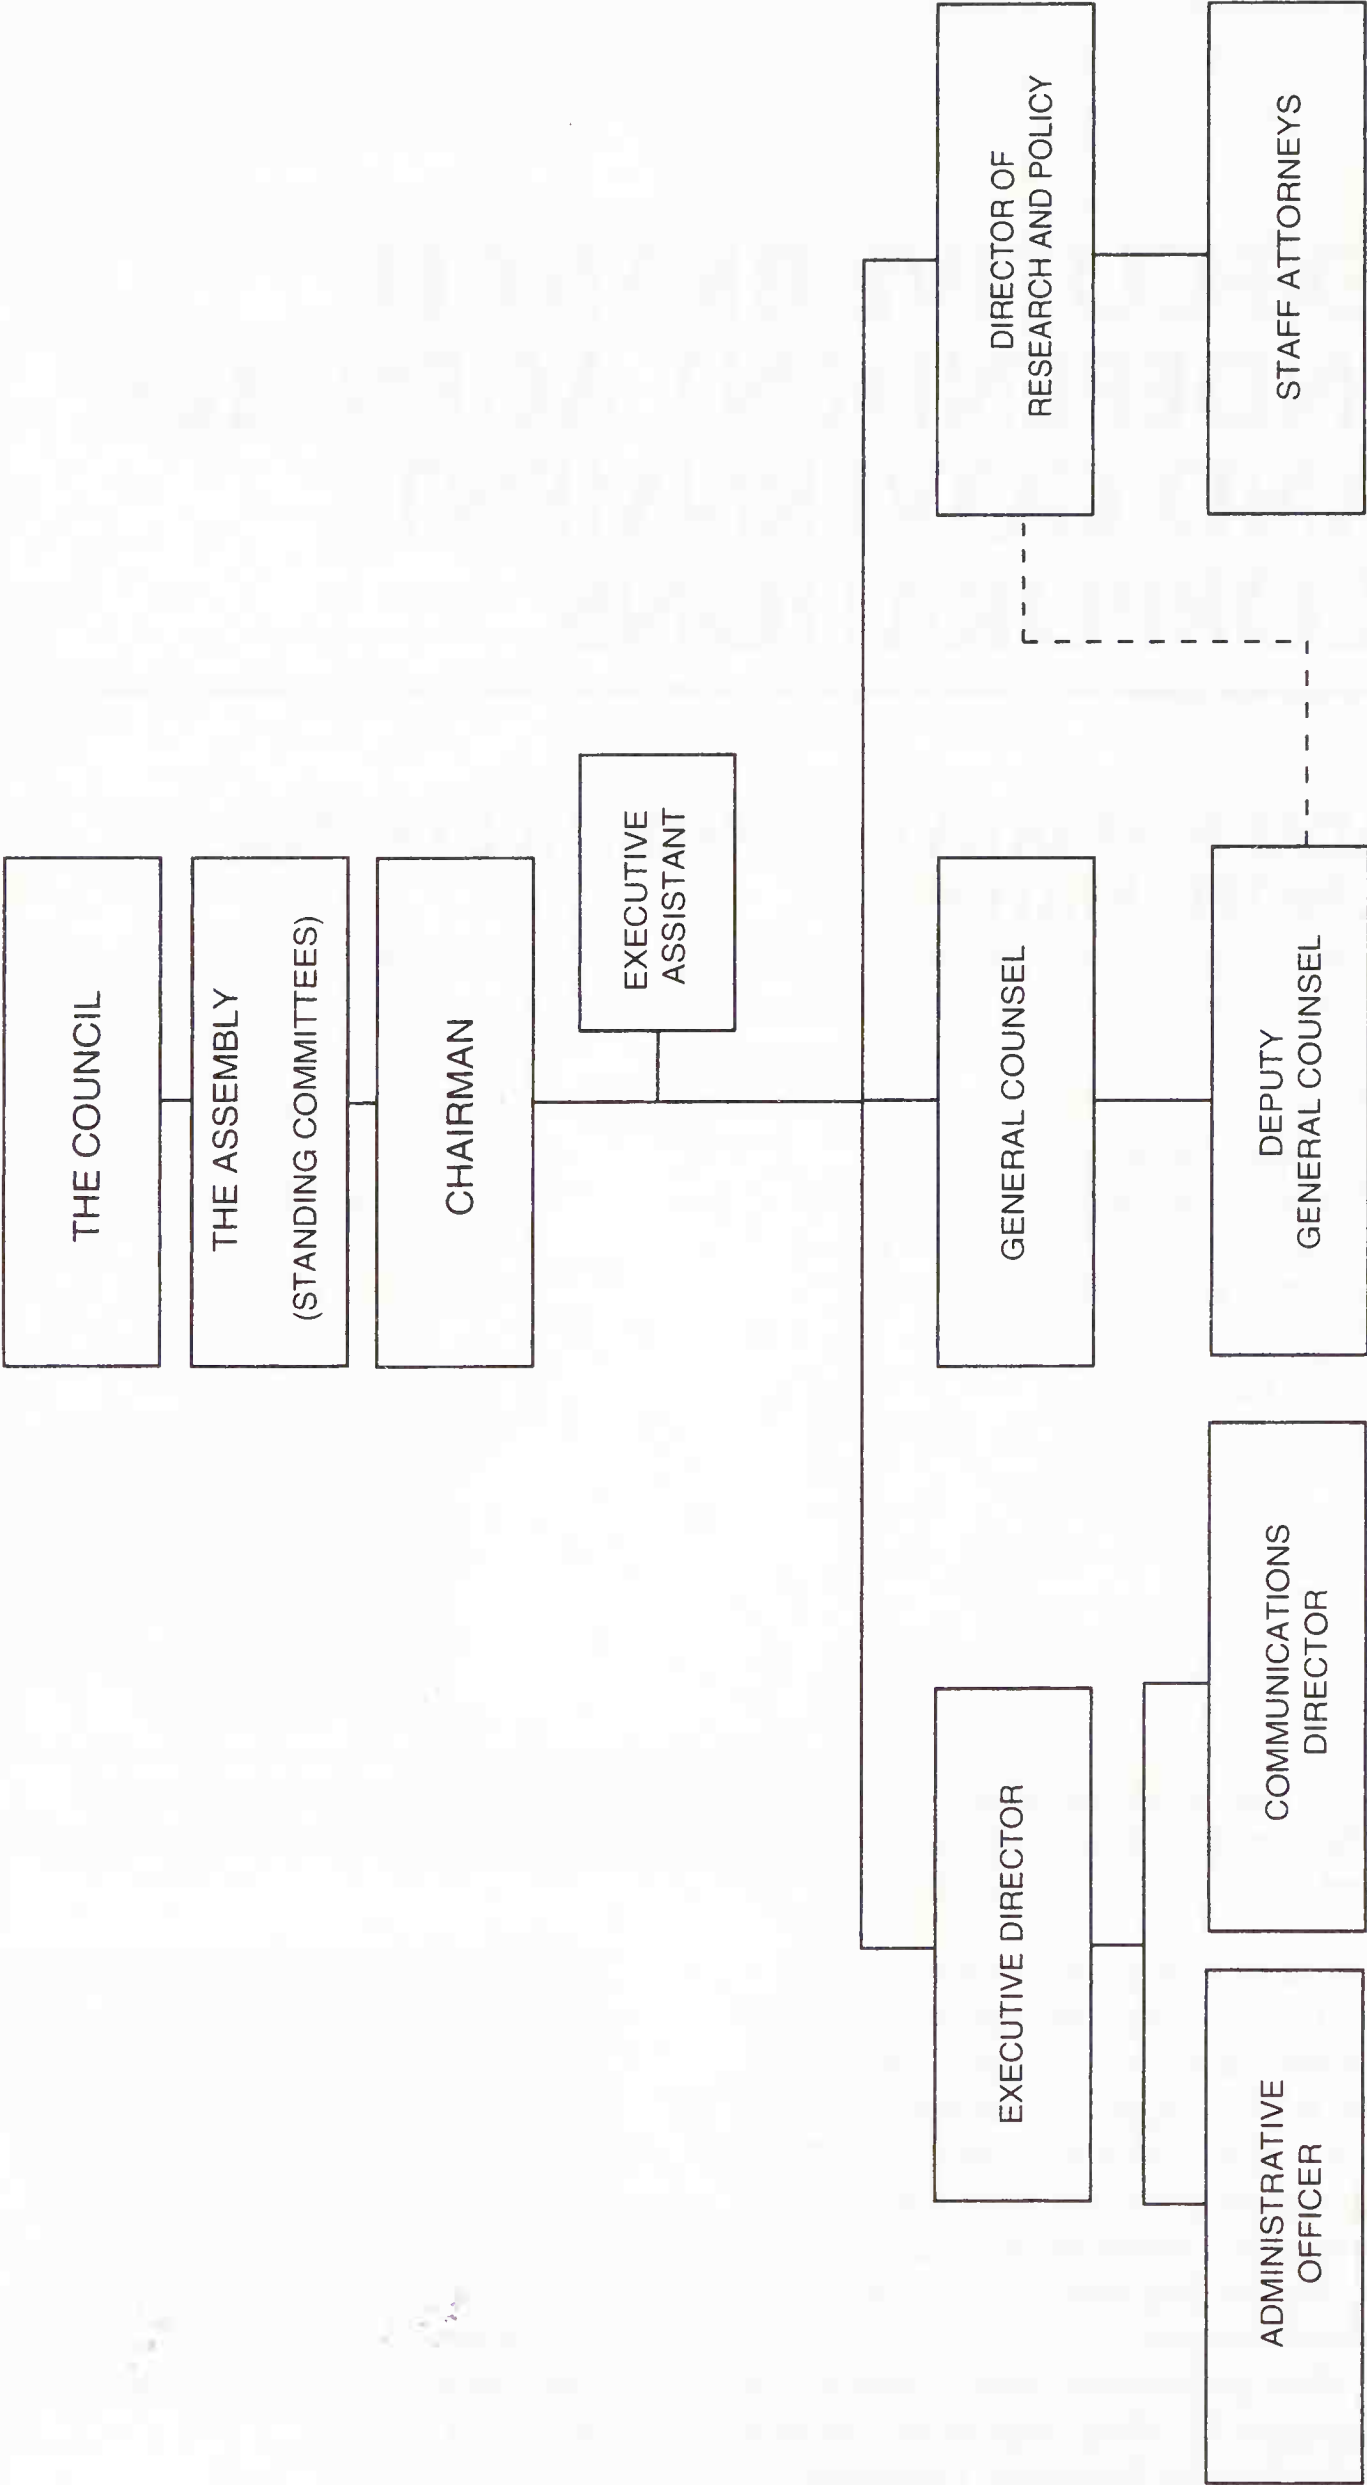 THE COUNCIL
THE ASSEMBLY
(STANDING COMMITTEES)
CHAIRMAN
EXECUTIVE
ASSISTANT
EXECUTIVE DIRECTOR
GENERAL COUNSEL
DIRECTOR OF
RESEARCH AND POLICY
ADMINISTRATIVE
OFFICER
COMMUNICATIONS
DIRECTOR
DEPUTY
GENERAL COUNSEL
STAFF ATTORNEYS